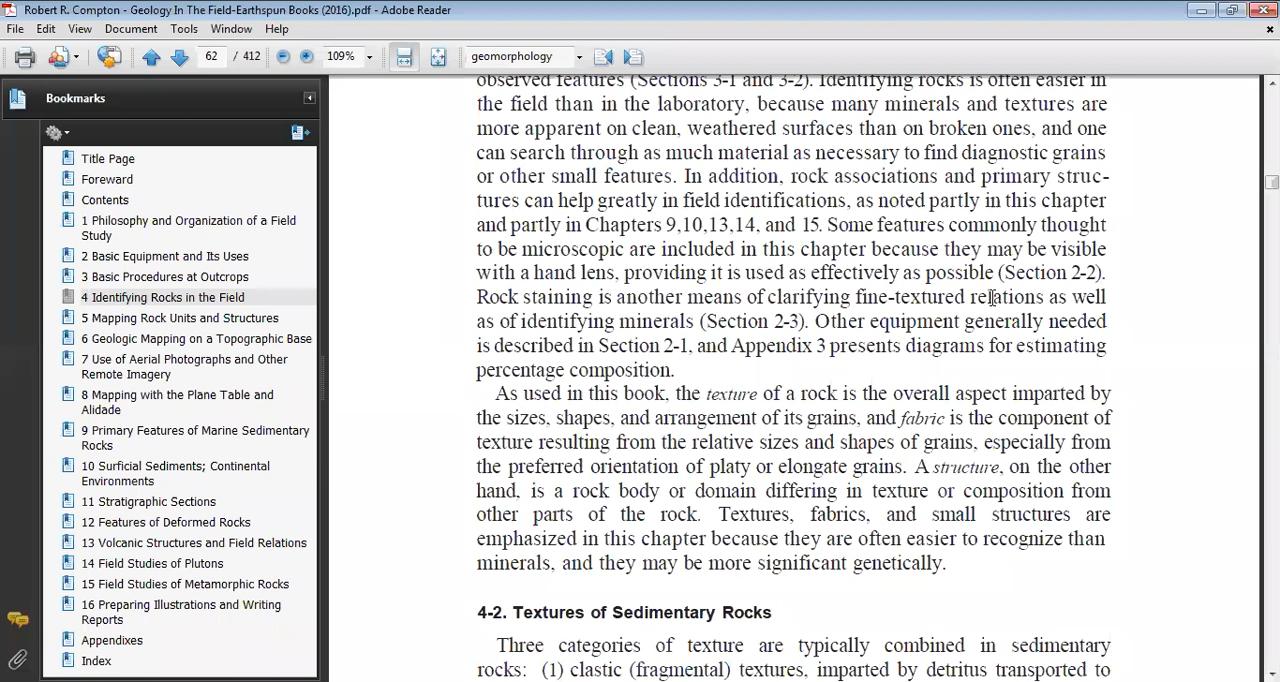 Robert R. Compton - Geology In The Field-Earthspun Books (2016).pdf - Adobe Reader
File Edit View Document Tools Window Help
62 / 412 109% geomorphology
Bookmarks
Title Page
Forward
Contents
1 Philosophy and Organization of a Field
Study
2 Basic Equipment and Its Uses
3 Basic Procedures at Outcrops
4 Identifying Rocks in the Field
5 Mapping Rock Units and Structures
6 Geologic Mapping on a Topographic Base
7 Use of Aerial Photographs and Other
Remote Imagery
8 Mapping with the Plane Table and
Alidade
9 Primary Features of Marine Sedimentary
Rocks
10 Surficial Sediments; Continental
Environments
11 Stratigraphic Sections
12 Features of Deformed Rocks
13 Volcanic Structures and Field Relations
14 Field Studies of Plutons
15 Field Studies of Metamorphic Rocks
16 Preparing Illustrations and Writing
Reports
Appendixes
Index
observed features (Sections 3-1 and 3-2). Identifying rocks is often easier in
the field than in the laboratory, because many minerals and textures are
more apparent on clean, weathered surfaces than on broken ones, and one
can search through as much material as necessary to find diagnostic grains
or other small features. In addition, rock associations and primary struc-
tures can help greatly in field identifications, as noted partly in this chapter
and partly in Chapters 9,10,13,14, and 15. Some features commonly thought
to be microscopic are included in this chapter because they may be visible
with a hand lens, providing it is used as effectively as possible (Section 2-2).
Rock staining is another means of clarifying fine-textured relations as well
as of identifying minerals (Section 2-3). Other equipment generally needed
is described in Section 2-1, and Appendix 3 presents diagrams for estimating
percentage composition.
As used in this book, the texture of a rock is the overall aspect imparted by
the sizes, shapes, and arrangement of its grains, and fabric is the component of
texture resulting from the relative sizes and shapes of grains, especially from
the preferred orientation of platy or elongate grains. A structure, on the other
hand, is a rock body or domain differing in texture or composition from
other parts of the rock. Textures, fabrics, and small structures are
emphasized in this chapter because they are often easier to recognize than
minerals, and they may be more significant genetically.
4-2. Textures of Sedimentary Rocks
Three categories of texture are typically combined in sedimentary
rocks: (1) clastic (fragmental) textures, imparted by detritus transported to